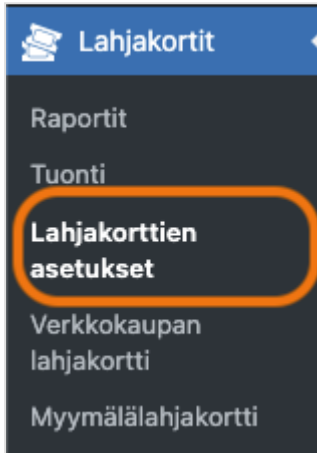 Lahjakortit
Raportit
Tuonti
Lahjakorttien
asetukset
Verkkokaupan
lahjakortti
Myymälälahjakortti